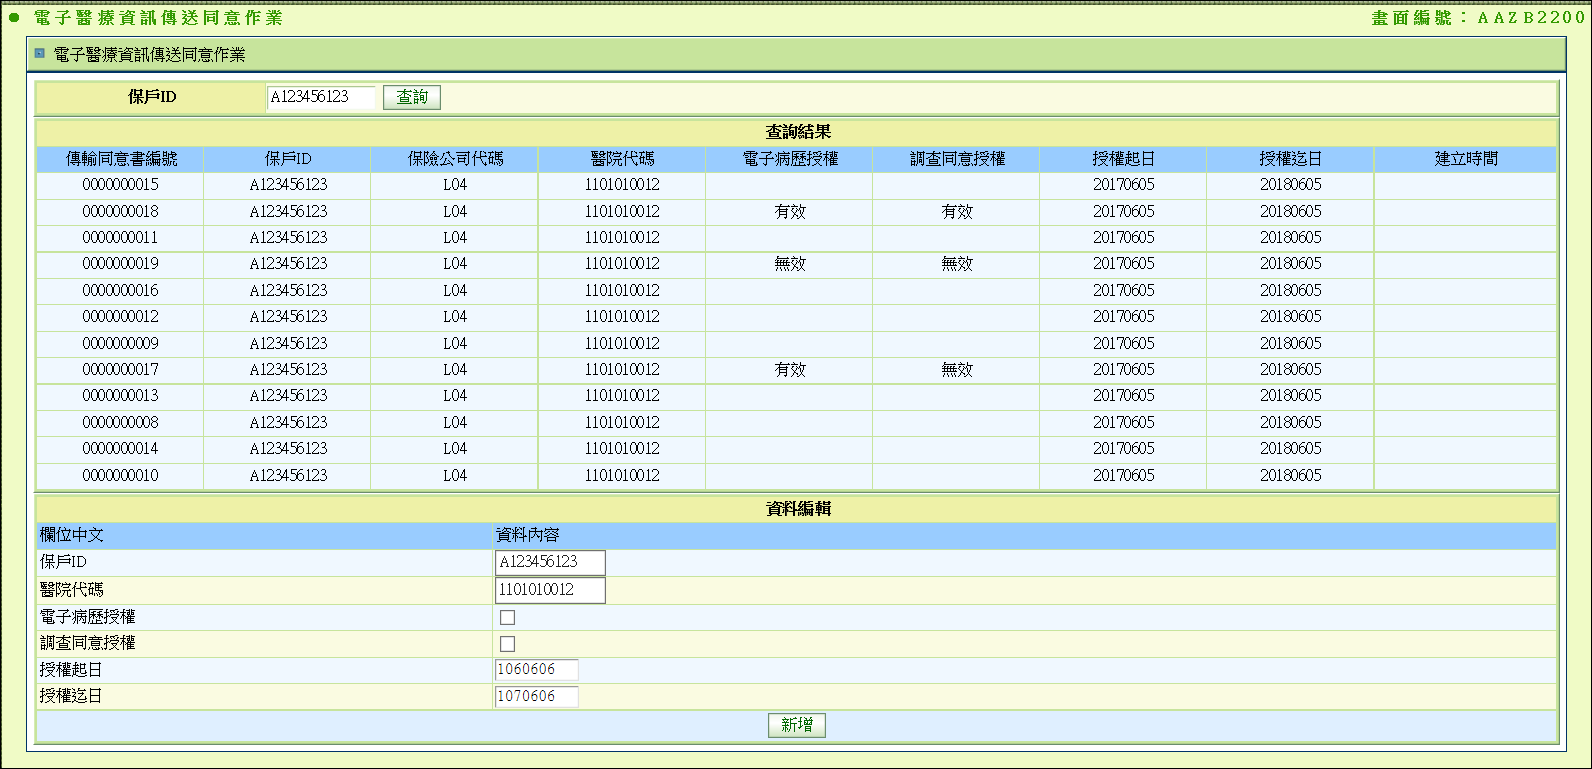 電子醫療資訊傳送同意作業 畫面編號：AAZB2200
電子醫療資訊傳送同意作業
保戶ID A123456123 查詢
查詢結果
傳輸同意書編號 保戶ID 保險公司代碼 醫院代碼 電子病歷授權 調查同意授權 授權起日 授權迄日 建立時間
0000000015 A123456123 L04 1101010012 20170605 20180605
0000000018 A123456123 L04 1101010012 有效 有效 20170605 20180605
0000000011 A123456123 L04 1101010012 20170605 20180605
0000000019 A123456123 L04 1101010012 無效 無效 20170605 20180605
0000000016 A123456123 L04 1101010012 20170605 20180605
0000000012 A123456123 L04 1101010012 20170605 20180605
0000000009 A123456123 L04 1101010012 20170605 20180605
0000000017 A123456123 L04 1101010012 有效 無效 20170605 20180605
0000000013 A123456123 L04 1101010012 20170605 20180605
0000000008 A123456123 L04 1101010012 20170605 20180605
0000000014 A123456123 L04 1101010012 20170605 20180605
0000000010 A123456123 L04 1101010012 20170605 20180605
資料編輯
欄位中文 資料內容
保戶ID A123456123
醫院代碼 1101010012
電子病歷授權
調查同意授權
授權起日 1060606
授權迄日 1070606
新增